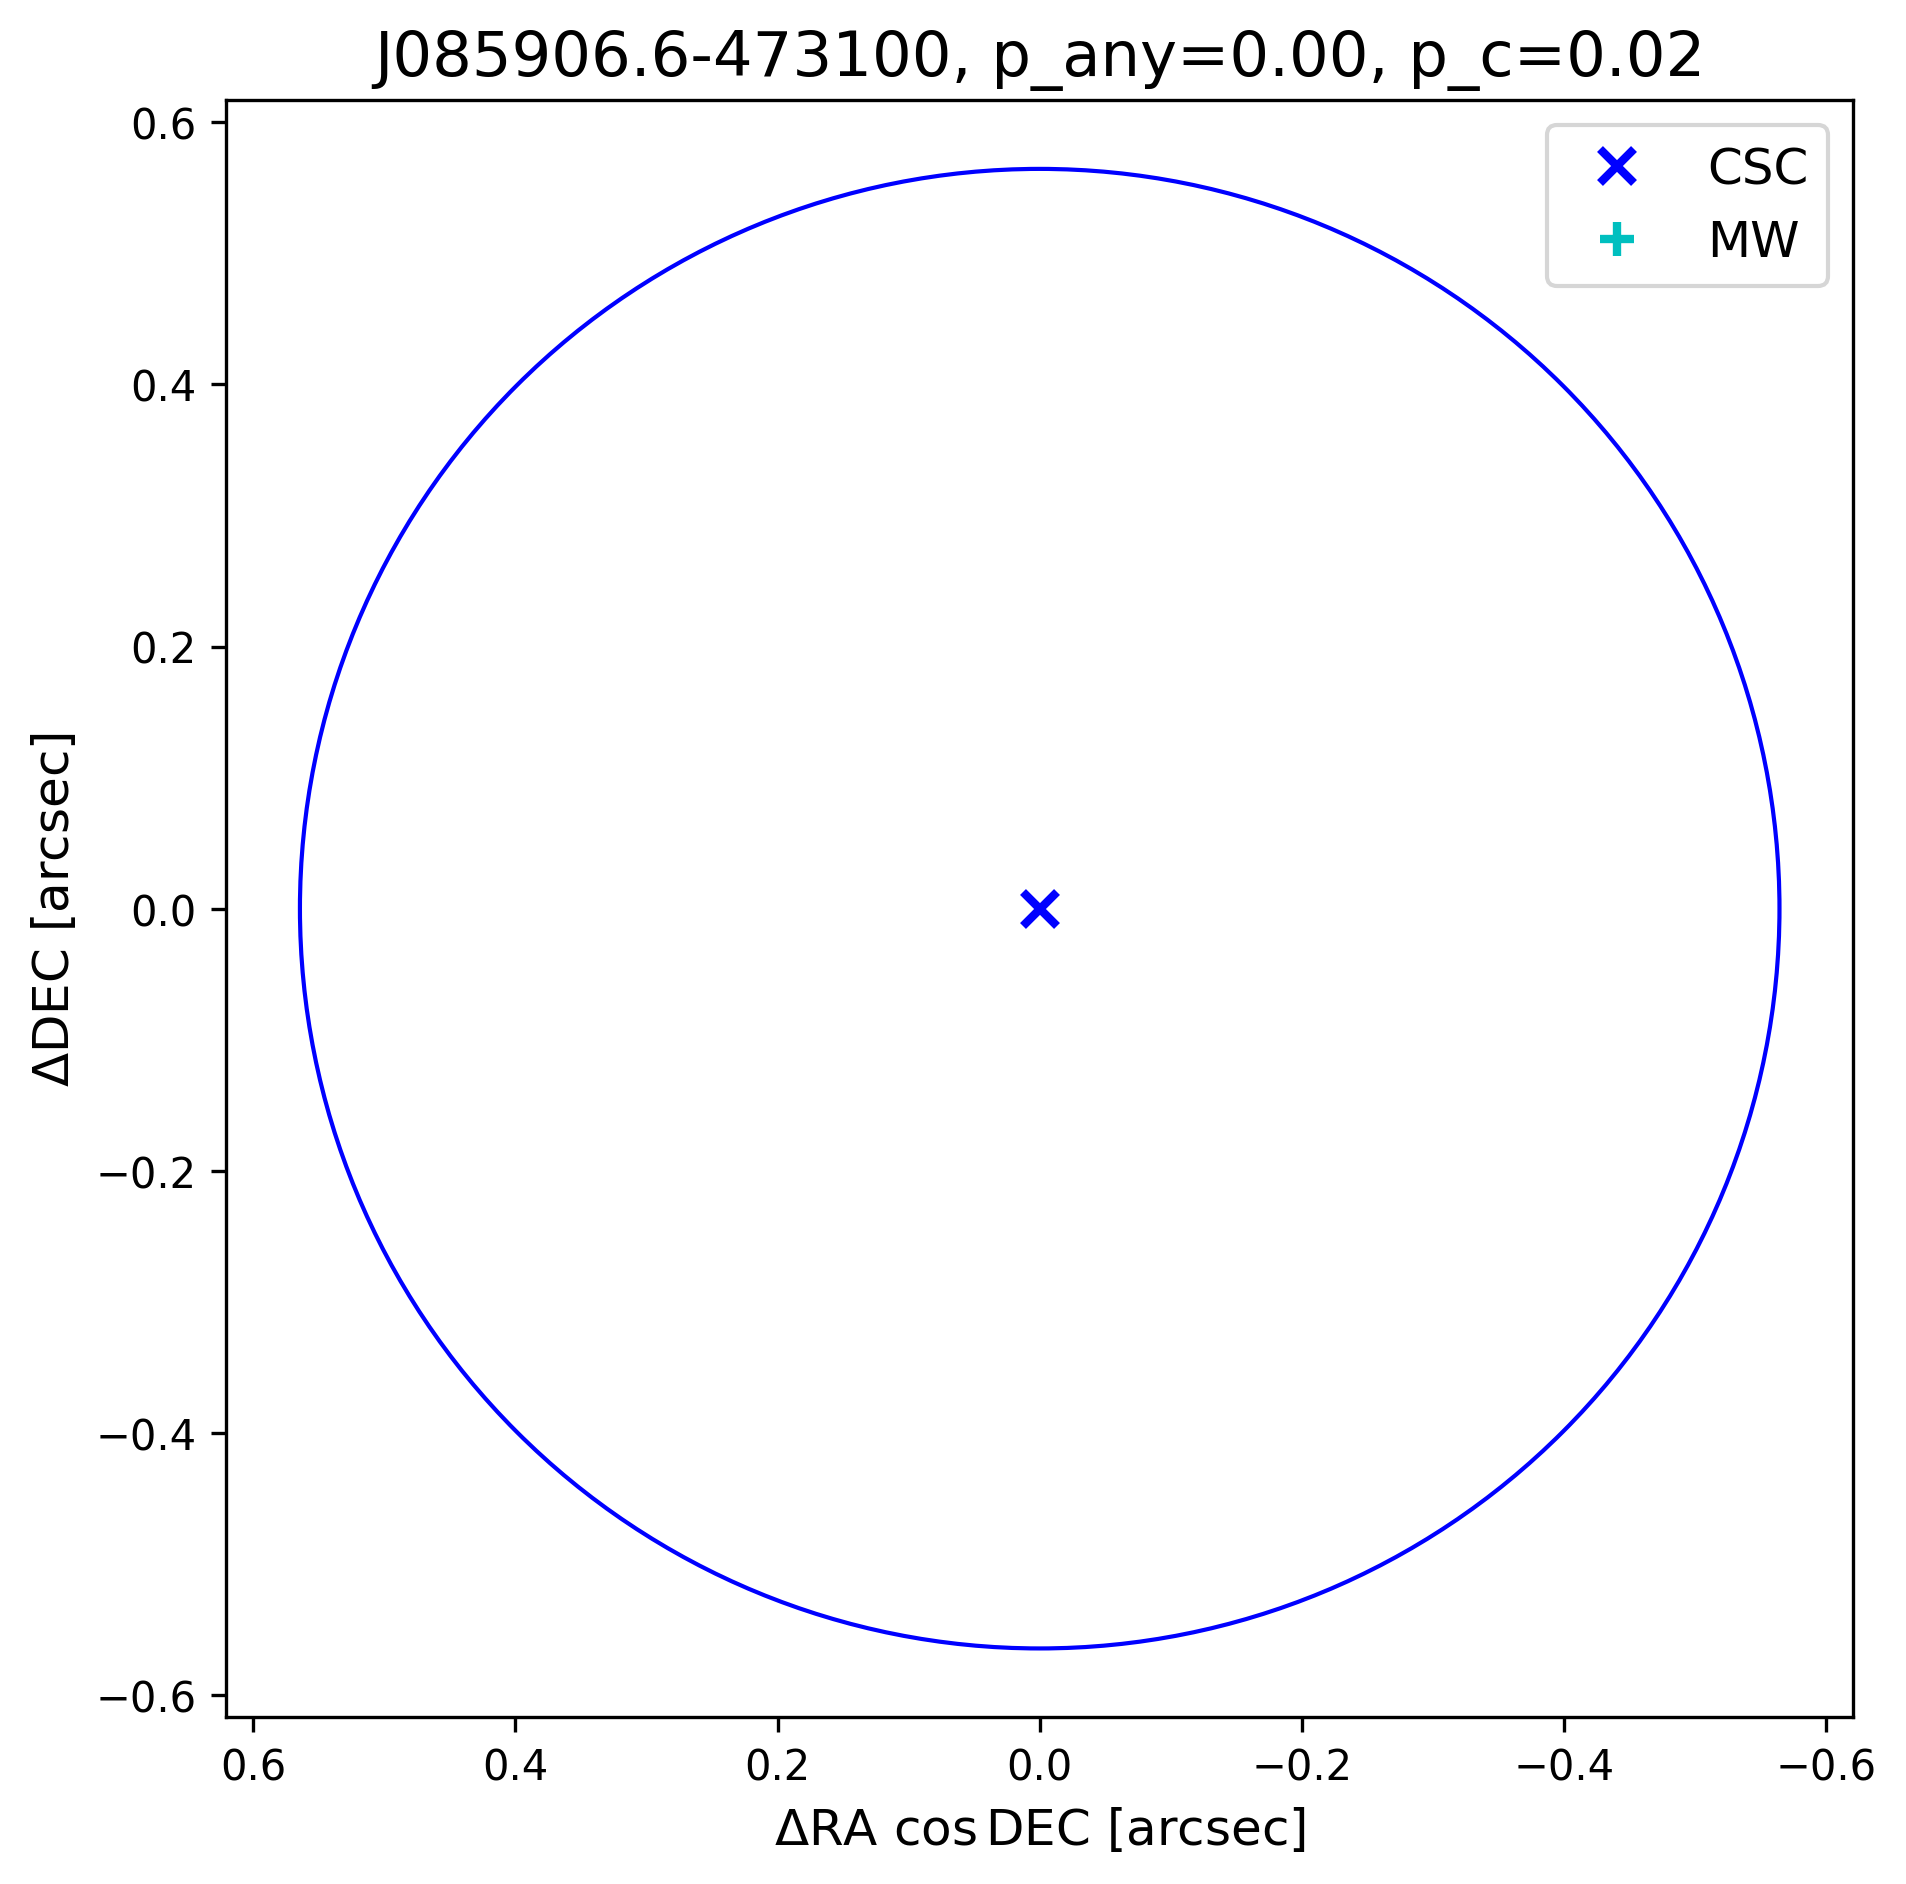 J085906.6-473100, p_any=0.00, p_c=0.02
CSC
MW
0.6
0.4
0.2
0.0
−0.2
−0.4
−0.6
ΔDEC [arcsec]
0.6 0.4 0.2 0.0 −0.2 −0.4 −0.6
ΔRA cos DEC [arcsec]